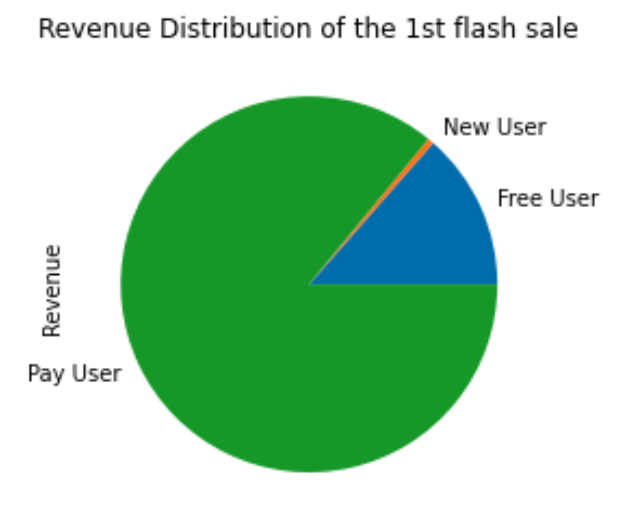 Revenue Distribution of the 1st flash sale
New User
Free User
Revenue
Pay User